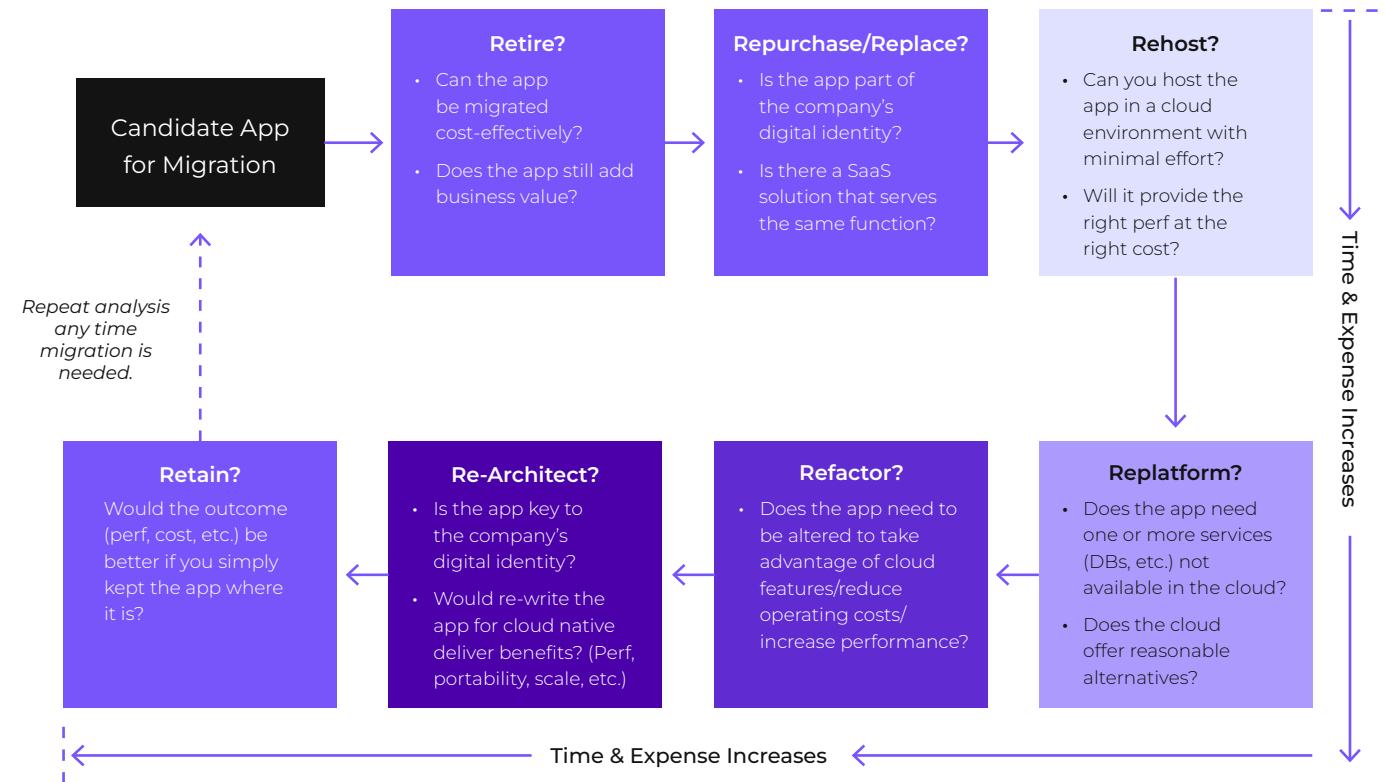 Candidate App
for Migration
Retire?
• Can the app
be migrated
cost-effectively?
• Does the app still add
business value?
Repurchase/Replace?
• Is the app part of
the company’s
digital identity?
• Is there a SaaS
solution that serves
the same function?
Rehost?
• Can you host the
app in a cloud
environment with
minimal effort?
• Will it provide the
right perf at the
right cost?
Time & Expense Increases
Repeat analysis
any time
migration is
needed.
Replatform?
• Does the app need
one or more services
(DBs, etc.) not
available in the cloud?
• Does the cloud
offer reasonable
alternatives?
Refactor?
• Does the app need to
be altered to take
advantage of cloud
features/reduce
operating costs/
increase performance?
Re-Architect?
• Is the app key to
the company’s
digital identity?
• Would re-write the
app for cloud native
deliver benefits? (Perf,
portability, scale, etc.)
Retain?
Would the outcome
(perf, cost, etc.) be
better if you simply
kept the app where
it is?
Time & Expense Increases